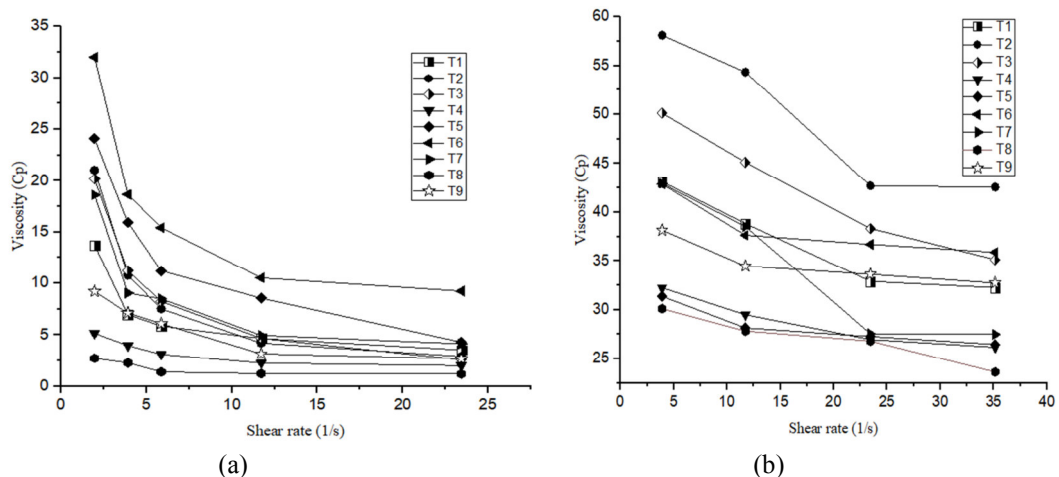 35
30
25
20
15
10
5
0
Viscosity (Cp)
0 5 10 15 20 25
Shear rate (1/s)
T1
T2
T3
T4
T5
T6
T7
T8
T9
(a)
60
55
50
45
40
35
30
25
Viscosity (Cp)
0 5 10 15 20 25 30 35 40
Shear rate (1/s)
T1
T2
T3
T4
T5
T6
T7
T8
T9
(b)